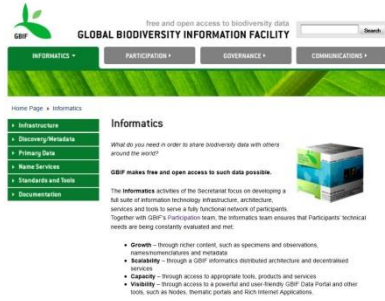 free and open access to biodiversity data
GBIF
GLOBAL BIODIVERSITY INFORMATION FACILITY
Search
INFORMATICS
PARTICIPATION
GOVERNANCE
COMMUNICATIONS
Home Page » Informatics
Infrastructure
Discovery/Metadata
Primary Data
Name Services
Standards and Tools
Documentation
Informatics
What do you need in order to share biodiversity data with others
around the world?
GBIF makes free and open access to such data possible.
The Informatics activities of the Secretariat focus on developing a
full suite of information technology infrastructure, architecture,
services and tools to serve a fully functional network of participants.
Together with GBIF's Participation team, the Informatics team ensures that Participants' technical
needs are being constantly evaluated and met:
• Growth – through richer content, such as specimens and observations,
names/nomenclatures and metadata
• Scalability – through a GBIF informatics distributed architecture and decentralised
services
• Capacity – through access to appropriate tools, products and services
• Visibility – through access to a powerful and user-friendly GBIF Data Portal and other
tools, such as Nodes, thematic portals and Rich Internet Applications.